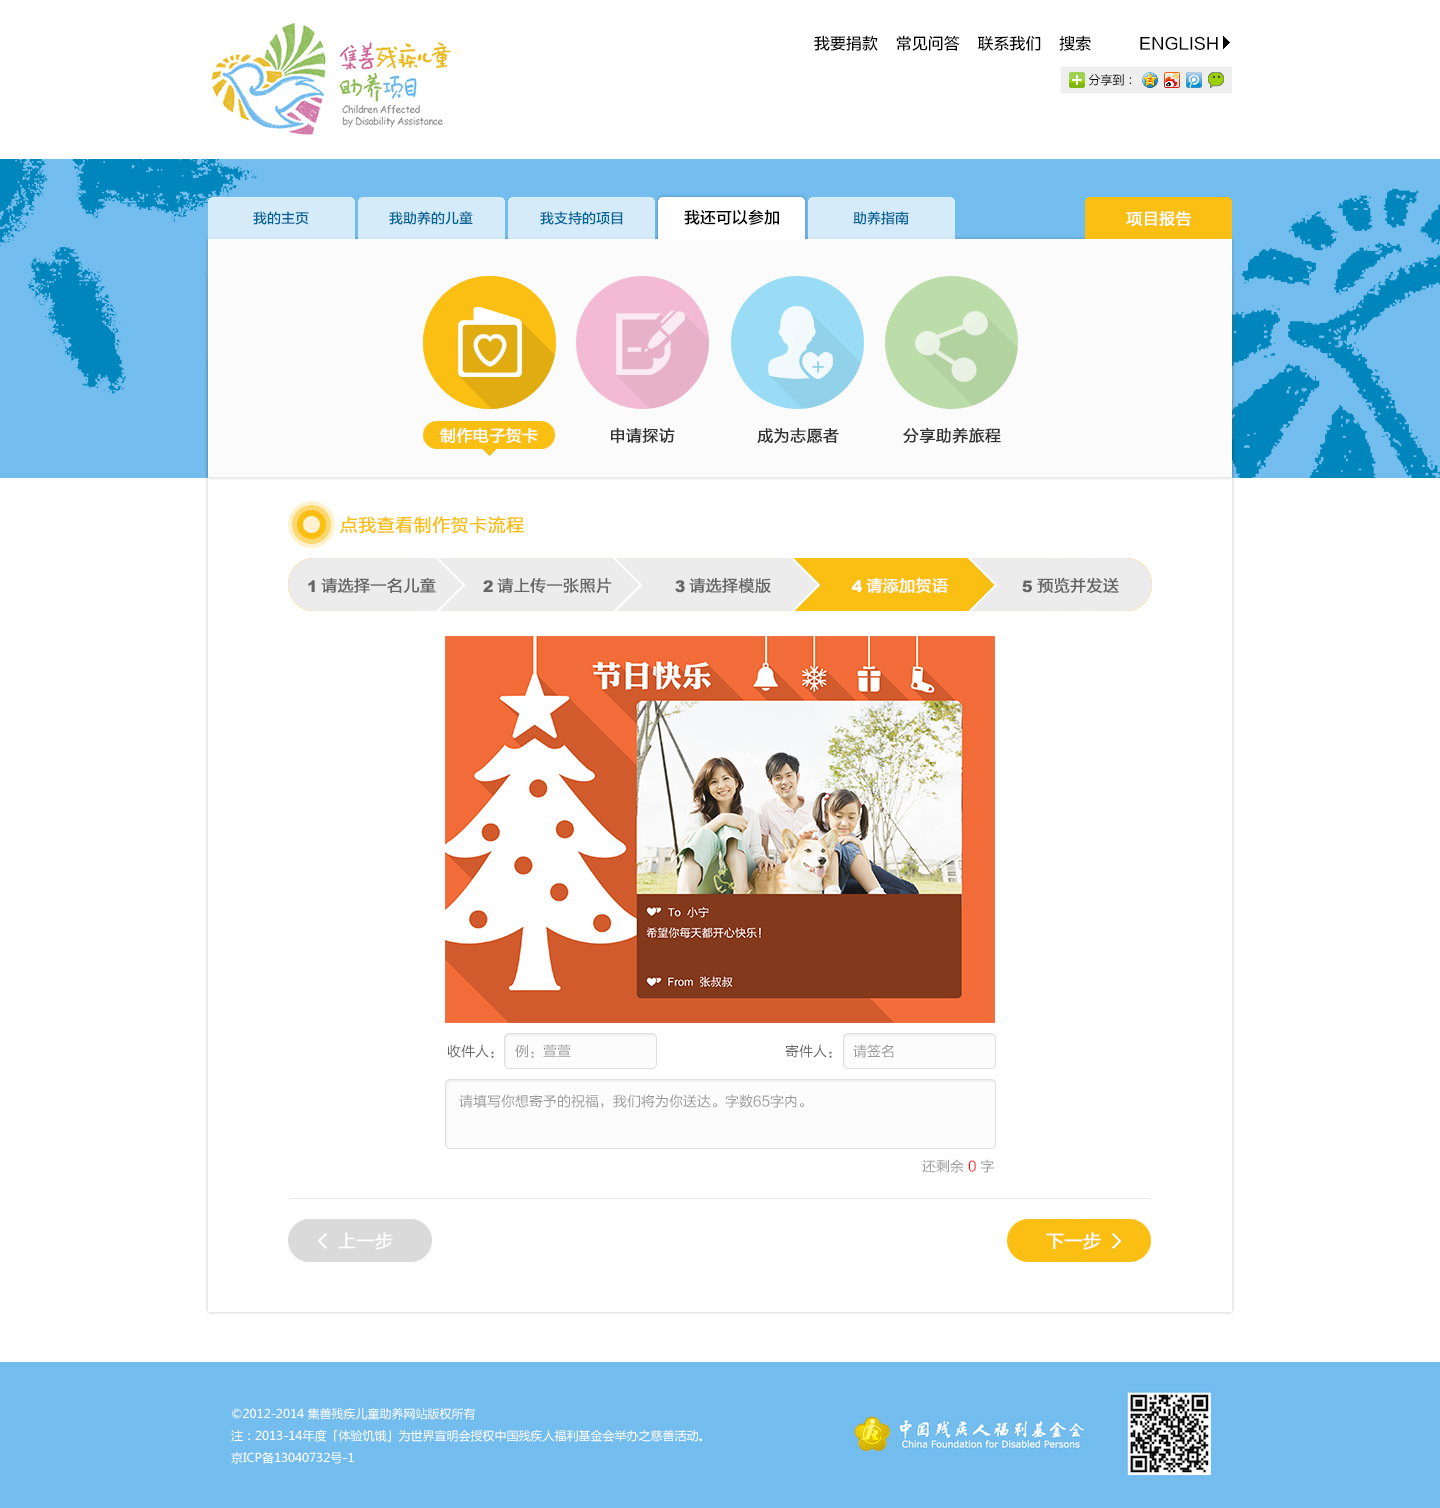 集善残疾儿童
助养项目
Children Affected
by Disability Assistance
我要捐款 常见问答 联系我们 搜索 ENGLISH
分享到：
我的主页 我助养的儿童 我支持的项目 我还可以参加 助养指南 项目报告
制作电子贺卡 申请探访 成为志愿者 分享助养旅程
点我查看制作贺卡流程
1 请选择一名儿童 2 请上传一张照片 3 请选择模版 4 请添加贺语 5 预览并发送
节日快乐
To 小宁
希望你每天都开心快乐！
From 张叔叔
收件人： 例：萱萱 寄件人： 请签名
请填写你想寄予的祝福，我们将为你送达。字数65字内。
还剩余 0 字
上一步 下一步
©2012-2014 集善残疾儿童助养网站版权所有
注：2013-14年度「体验饥饿」为世界宣明会授权中国残疾人福利基金会举办之慈善活动。
京ICP备13040732号-1
中国残疾人福利基金会
China Foundation for Disabled Persons